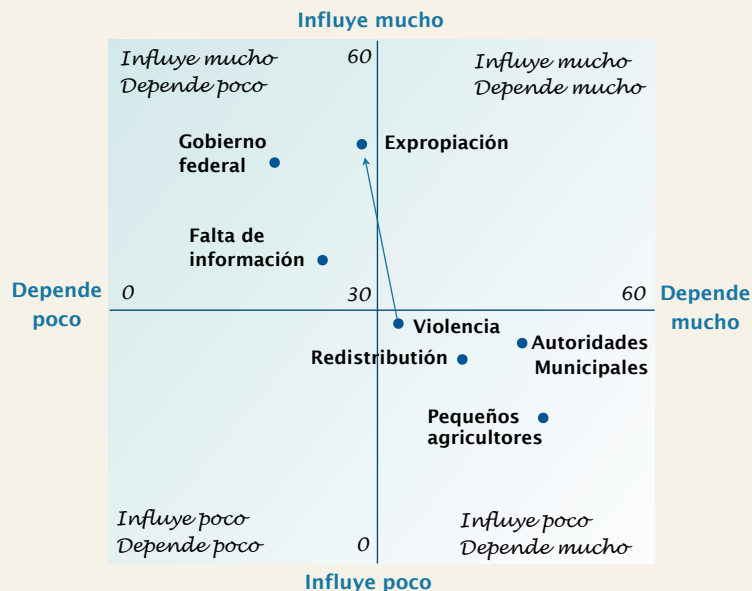 Influye mucho
Influye mucho
Depende poco
60
Influye mucho
Depende mucho
Gobierno
federal
Expropiación
Falta de
información
Depende
poco
0
30
60
Depende
mucho
Violencia
Redistributión
Autoridades
Municipales
Pequeños
agricultores
Influye poco
Depende poco
0
Influye poco
Depende mucho
Influye poco